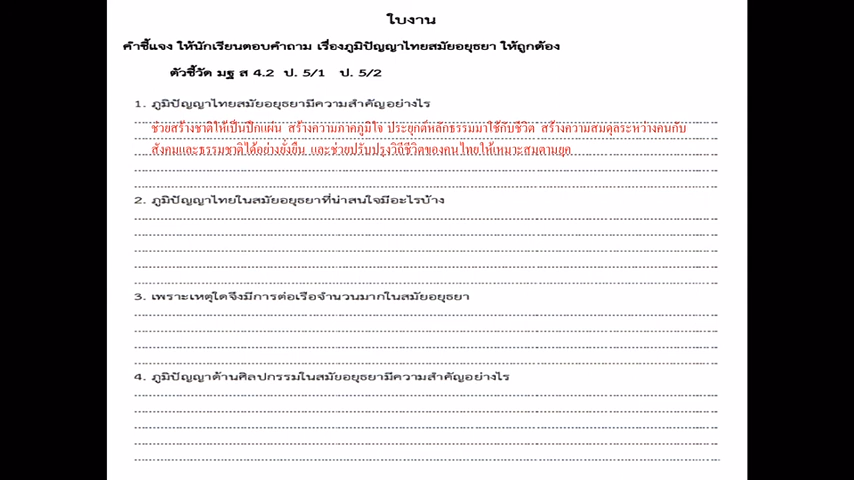 ใบงาน
คำชี้แจง ให้นักเรียนตอบคำถาม เรื่องภูมิปัญญาไทยสมัยอยุธยา ให้ถูกต้อง
ตัวชี้วัด มฐ ส 4.2 ป. 5/1 ป. 5/2
1. ภูมิปัญญาไทยสมัยอยุธยามีความสำคัญอย่างไร
ช่วยสร้างชาติให้เป็นปึกแผ่น สร้างความภาคภูมิใจ ประยุกต์หลักธรรมมาใช้กับชีวิต สร้างความสมดุลระหว่างคนกับ
สังคมและธรรมชาติได้อย่างยั่งยืน และช่วยปรับปรุงวิถีชีวิตของคนไทยให้เหมาะสมตามยุค
2. ภูมิปัญญาไทยในสมัยอยุธยาที่น่าสนใจมีอะไรบ้าง
3. เพราะเหตุใดจึงมีการต่อเรือจำนวนมากในสมัยอยุธยา
4. ภูมิปัญญาด้านศิลปกรรมในสมัยอยุธยามีความสำคัญอย่างไร